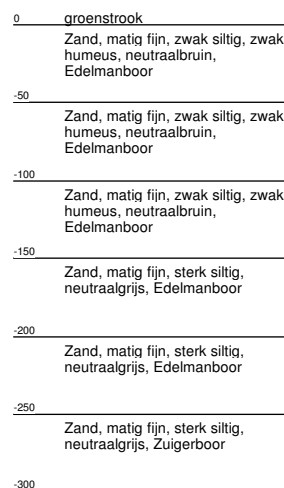 0 groenstrook
Zand, matig fijn, zwak siltig, zwak
humeus, neutraalbruin,
Edelmanboor
-50
Zand, matig fijn, zwak siltig, zwak
humeus, neutraalbruin,
Edelmanboor
-100
Zand, matig fijn, zwak siltig, zwak
humeus, neutraalbruin,
Edelmanboor
-150
Zand, matig fijn, sterk siltig,
neutraalgrijs, Edelmanboor
-200
Zand, matig fijn, sterk siltig,
neutraalgrijs, Edelmanboor
-250
Zand, matig fijn, sterk siltig,
neutraalgrijs, Zuigerboor
-300